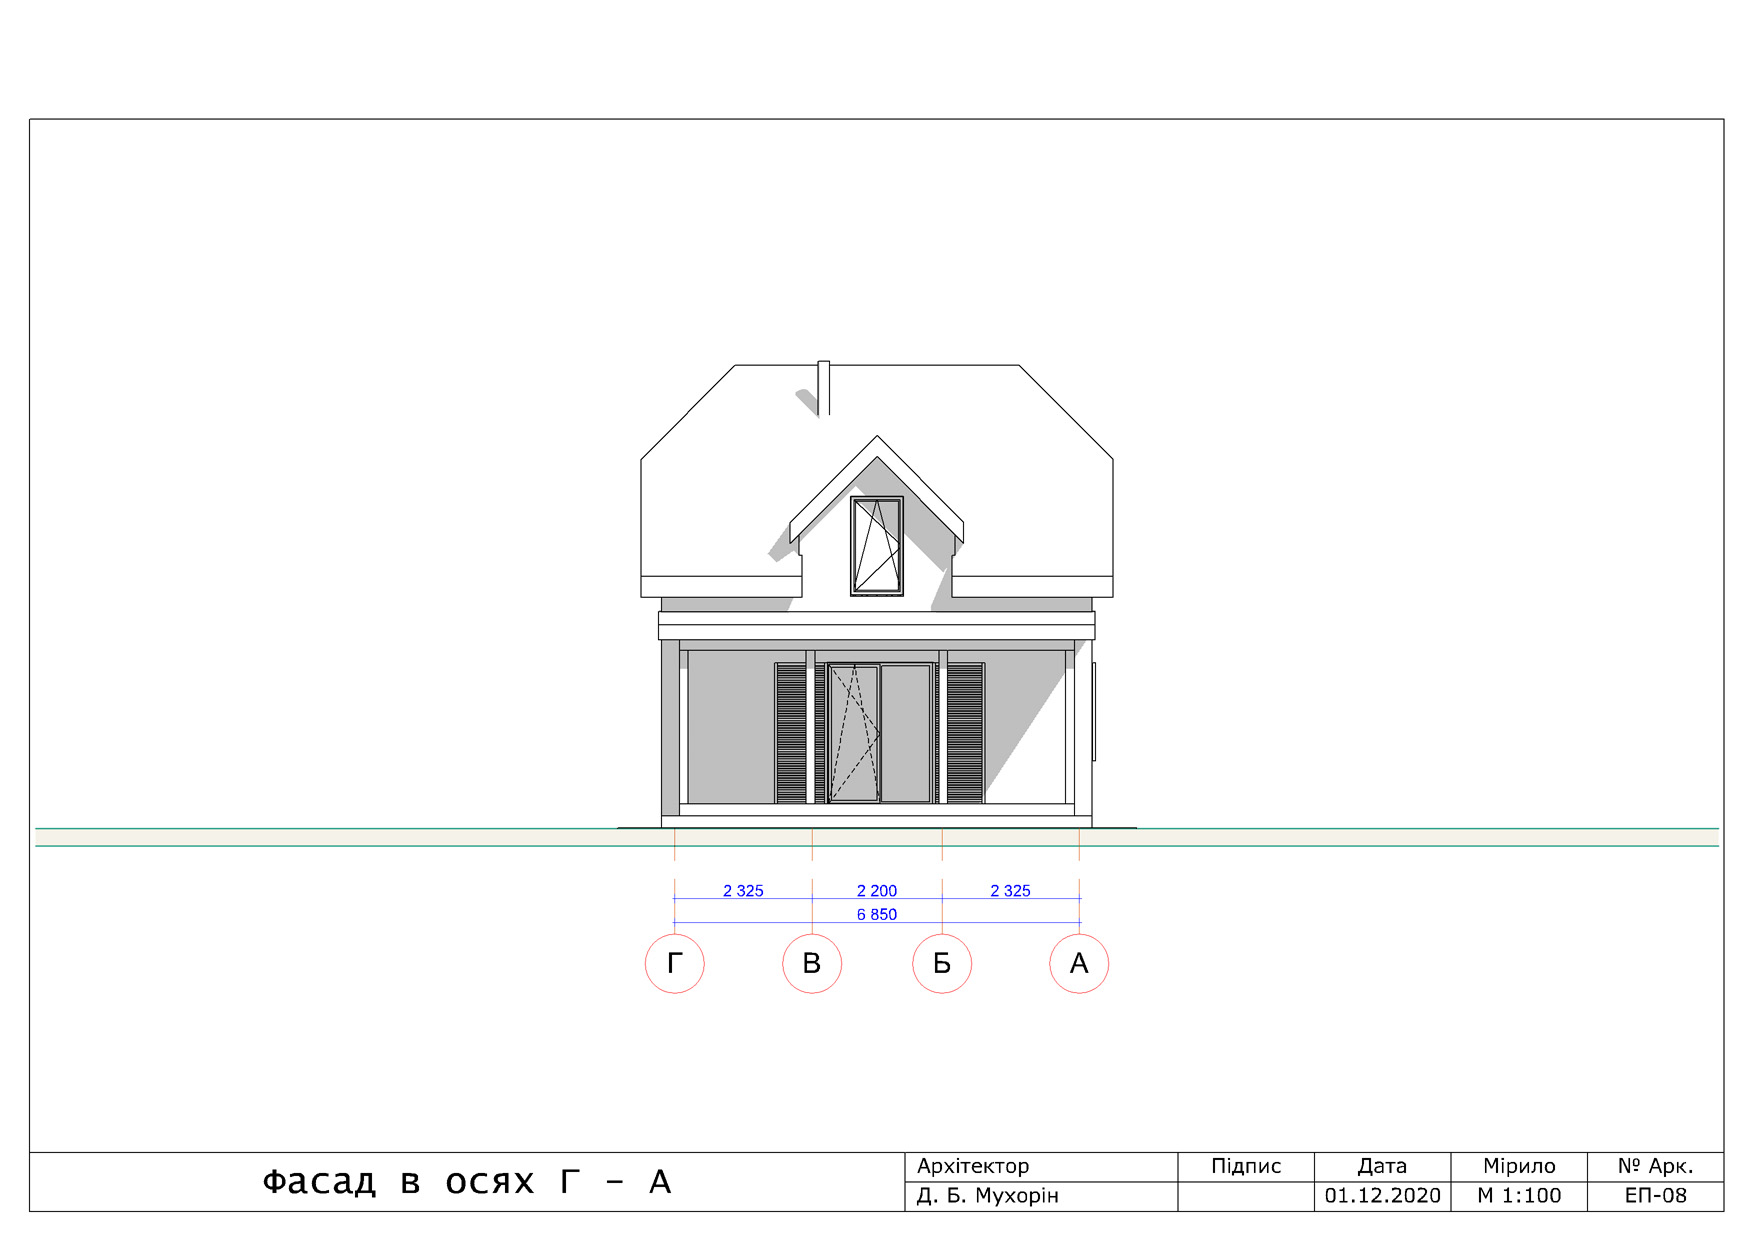 2 325 2 200 2 325
6 850
Г В Б А
Фасад в осях Г - А
Архітектор Підпис Дата Мірило № Арк.
Д. Б. Мухорін 01.12.2020 М 1:100 ЕП-08